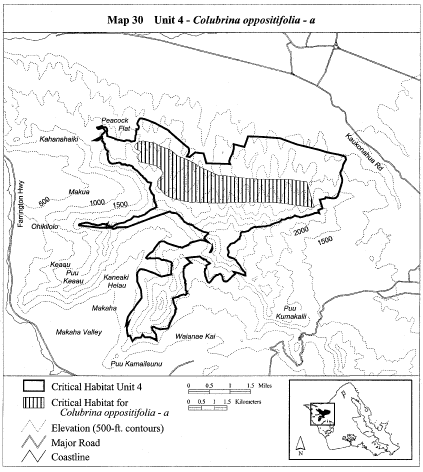 Map 30 Unit 4 - Colubrina oppositifolia - a
Peacock
Flat
Kahanahaiki
Kaukonahua Rd
Farrington Hwy
Makua
500
1000
1500
Ohikilolo
2000
1500
Keaau
Puu
Keaau
Kaneaki
Heiau
Makaha
Puu
Kumakalii
Makaha Valley
Waianae Kai
Puu Kamaileunu
Critical Habitat Unit 4
Critical Habitat for
Colubrina oppositifolia - a
Elevation (500-ft. contours)
Major Road
Coastline
0 0.5 1 1.5 Miles
0 0.5 1 1.5 Kilometers
N